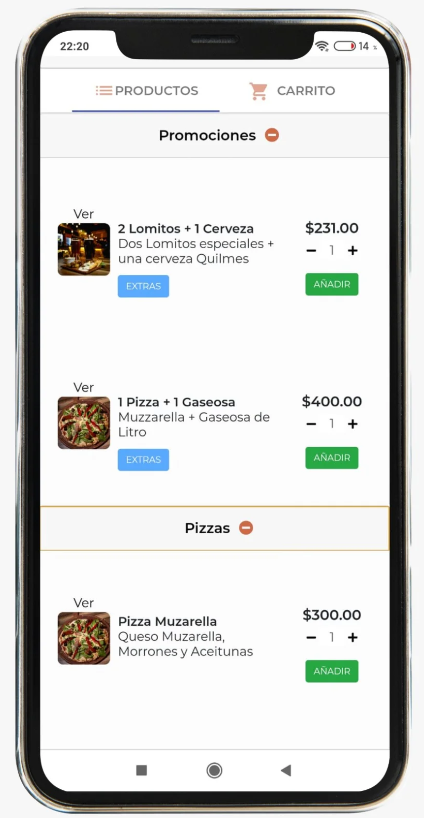 22:20
14
PRODUCTOS
CARRITO
Promociones
Ver
2 Lomitos + 1 Cerveza
Dos Lomitos especiales +
una cerveza Quilmes
EXTRAS
$231.00
1
AÑADIR
Ver
1 Pizza + 1 Gaseosa
Muzzarella + Gaseosa de
Litro
EXTRAS
$400.00
1
AÑADIR
Pizzas
Ver
Pizza Muzarella
Queso Muzarella,
Morrones y Aceitunas
$300.00
1
AÑADIR